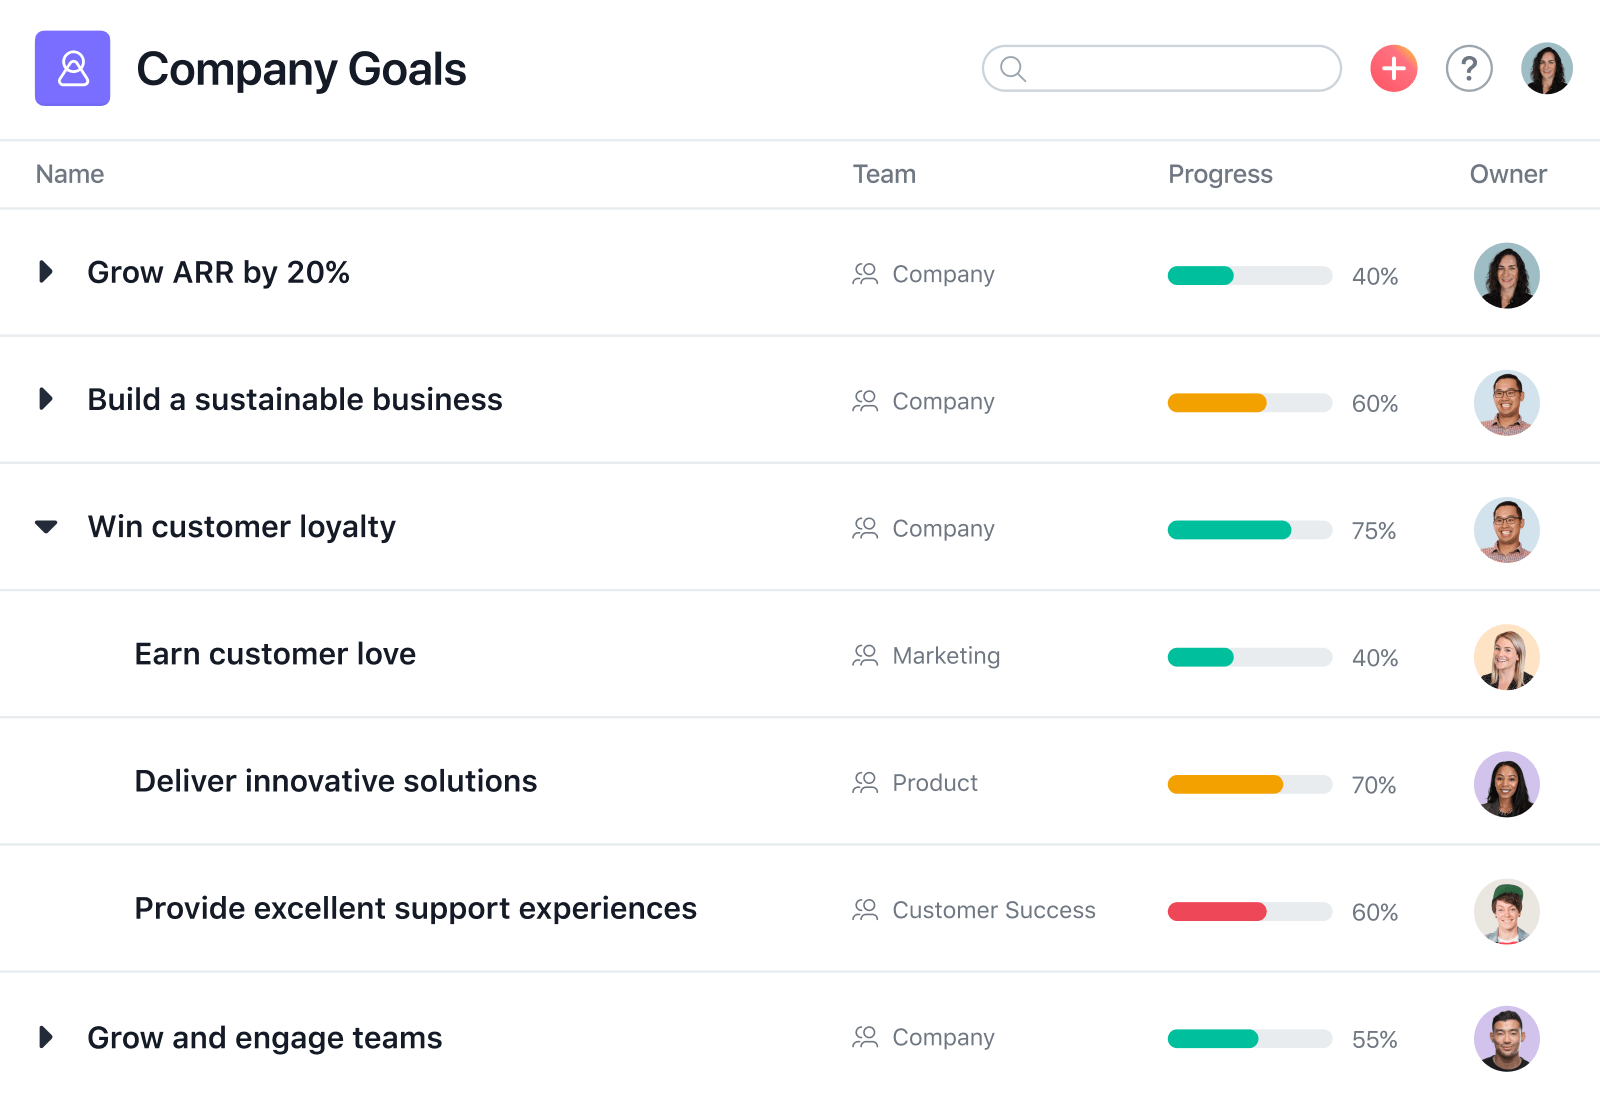 Company Goals
?
Name Team Progress Owner
Grow ARR by 20% Company 40%
Build a sustainable business Company 60%
Win customer loyalty Company 75%
Earn customer love Marketing 40%
Deliver innovative solutions Product 70%
Provide excellent support experiences Customer Success 60%
Grow and engage teams Company 55%